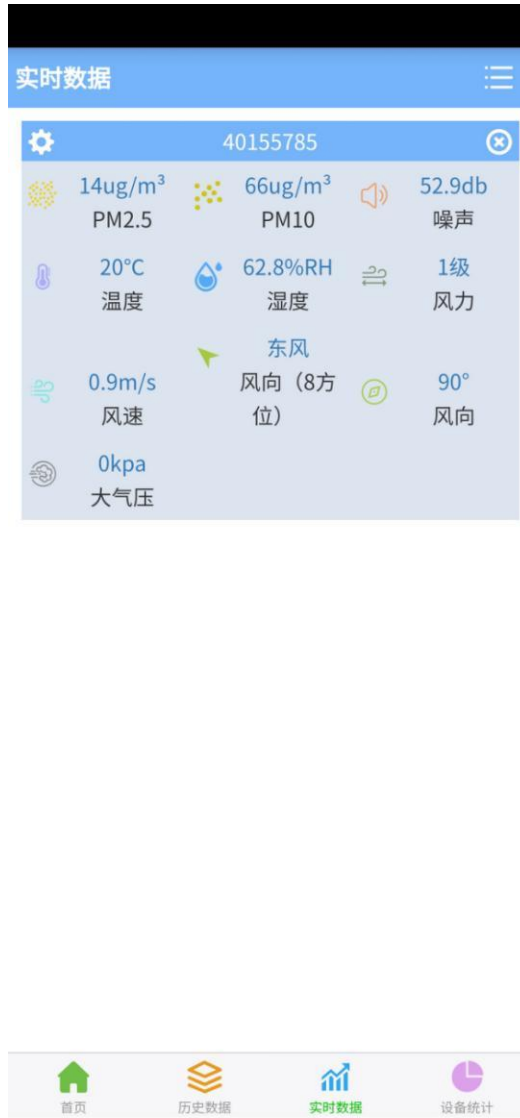 实时数据
40155785
14ug/m³
PM2.5
66ug/m³
PM10
52.9db
噪声
20°C
温度
62.8%RH
湿度
1级
风力
0.9m/s
风速
东风
风向（8方
位）
90°
风向
0kpa
大气压
首页
历史数据
实时数据
设备统计